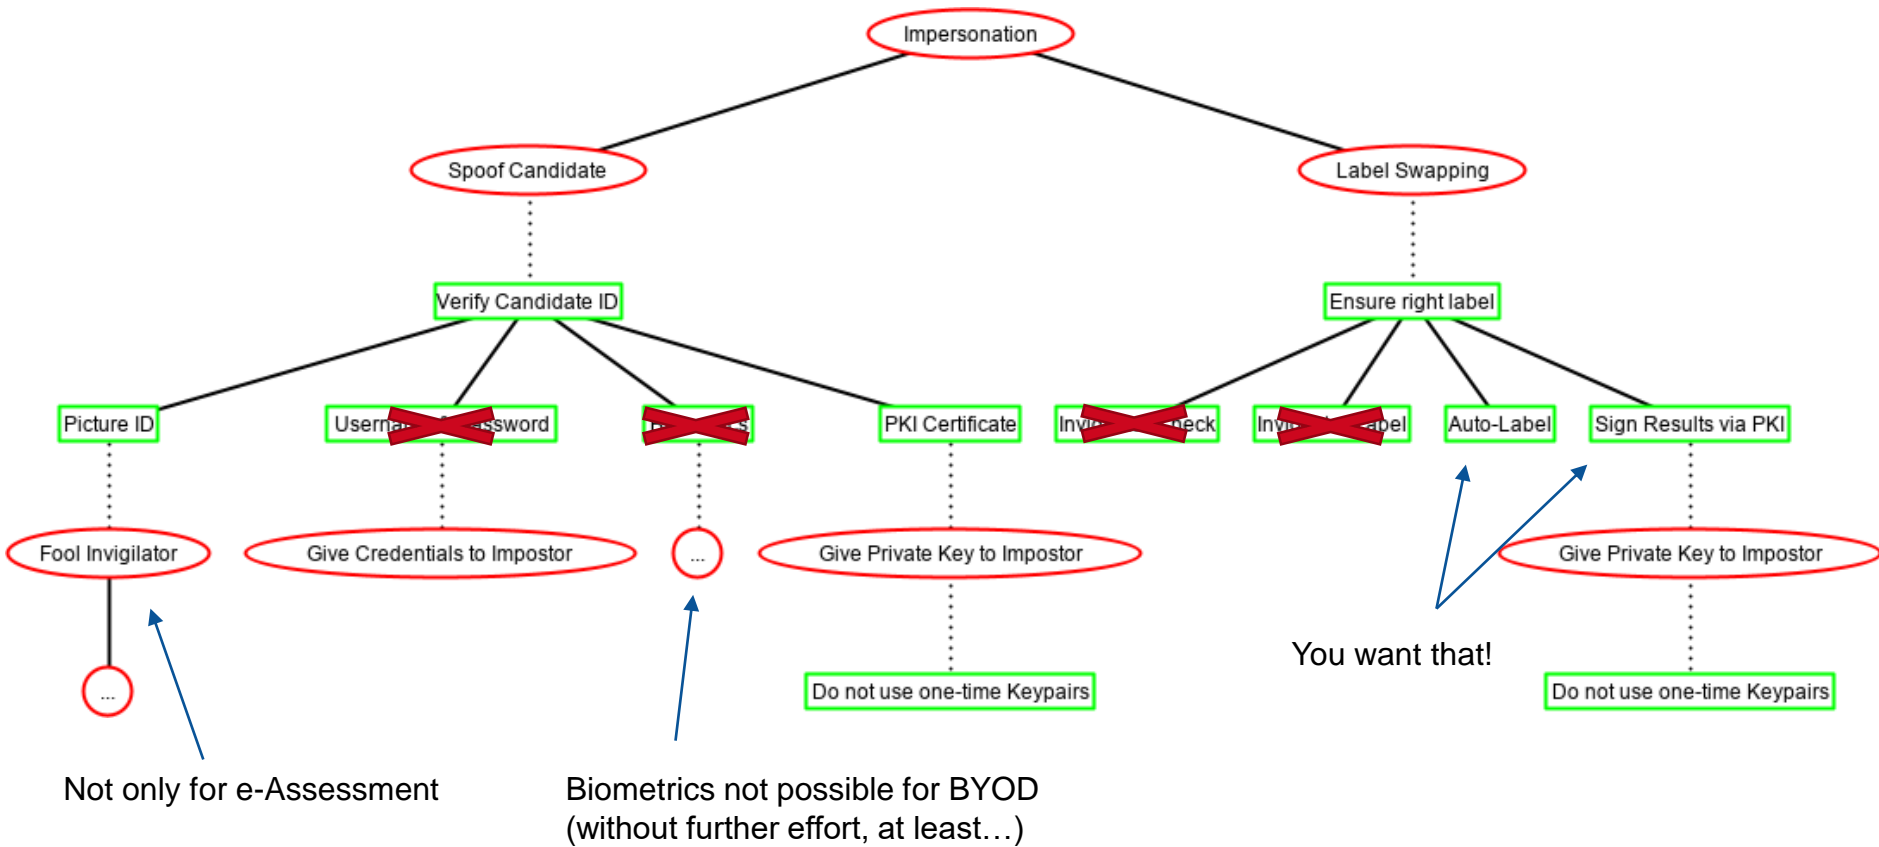 Impersonation
Spoof Candidate
Label Swapping
Verify Candidate ID
Ensure right label
Picture ID
PKI Certificate
Auto-Label
Sign Results via PKI
Fool Invigilator
Give Credentials to Impostor
...
Give Private Key to Impostor
Give Private Key to Impostor
You want that!
...
Do not use one-time Keypairs
Do not use one-time Keypairs
Not only for e-Assessment
Biometrics not possible for BYOD
(without further effort, at least…)